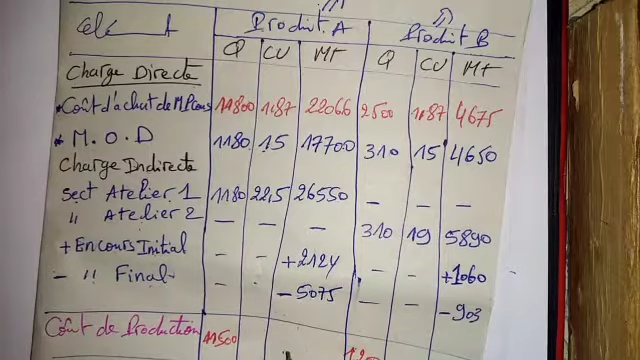 Produit A Produit B
Q CU Mt Q CU Mt
Charge Directe
* Coût d'achat de M.P cons 11800 1.87 22066 2500 1.87 4675
* M.O.D 1180 15 17700 310 15 4650
Charge Indirecte
sect Atelier 1 1180 22,5 26550 - - -
" Atelier 2 - - - 310 19 5890
+ Encours Initial - - +2124 - - +1060
- " Final - - - 5075 - - - 903
Coût de Production 11500